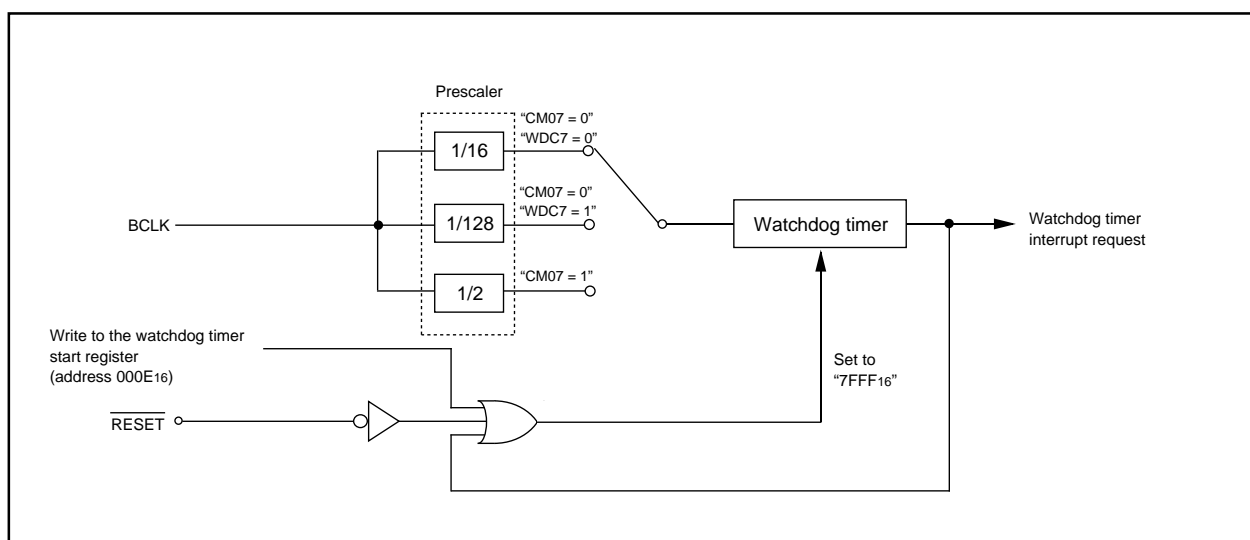 Prescaler
“CM07 = 0”
“WDC7 = 0”
1/16
“CM07 = 0”
“WDC7 = 1”
BCLK
1/128
Watchdog timer
Watchdog timer
interrupt request
“CM07 = 1”
1/2
Write to the watchdog timer
start register
(address 000E16)
Set to
“7FFF16”
RESET